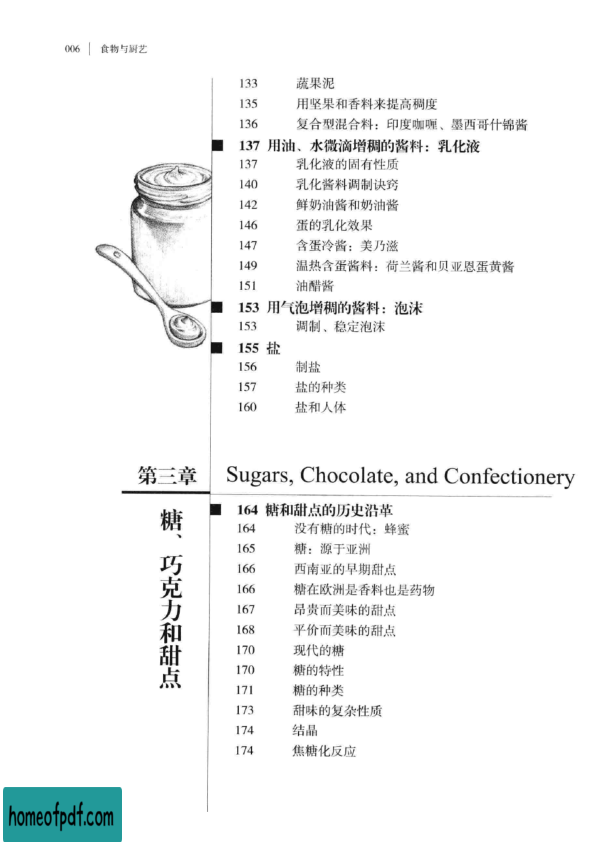 006 食物与厨艺
133 蔬果泥
135 用坚果和香料来提高稠度
136 复合型混合料：印度咖喱、墨西哥什锦酱
137 用油、水微滴增稠的酱料：乳化液
137 乳化液的固有性质
140 乳化酱料调制诀窍
142 鲜奶油酱和奶油酱
146 蛋的乳化效果
147 含蛋冷酱：美乃滋
149 温热含蛋酱料：荷兰酱和贝亚恩蛋黄酱
151 油醋酱
153 用气泡增稠的酱料：泡沫
153 调制、稳定泡沫
155 盐
156 制盐
157 盐的种类
160 盐和人体
第三章 Sugars, Chocolate, and Confectionery
糖、巧克力和甜点
164 糖和甜点的历史沿革
164 没有糖的时代：蜂蜜
165 糖：源于亚洲
166 西南亚的早期甜点
166 糖在欧洲是香料也是药物
167 昂贵而美味的甜点
168 平价而美味的甜点
170 现代的糖
170 糖的特性
171 糖的种类
173 甜味的复杂性质
174 结晶
174 焦糖化反应
homeofpdf.com